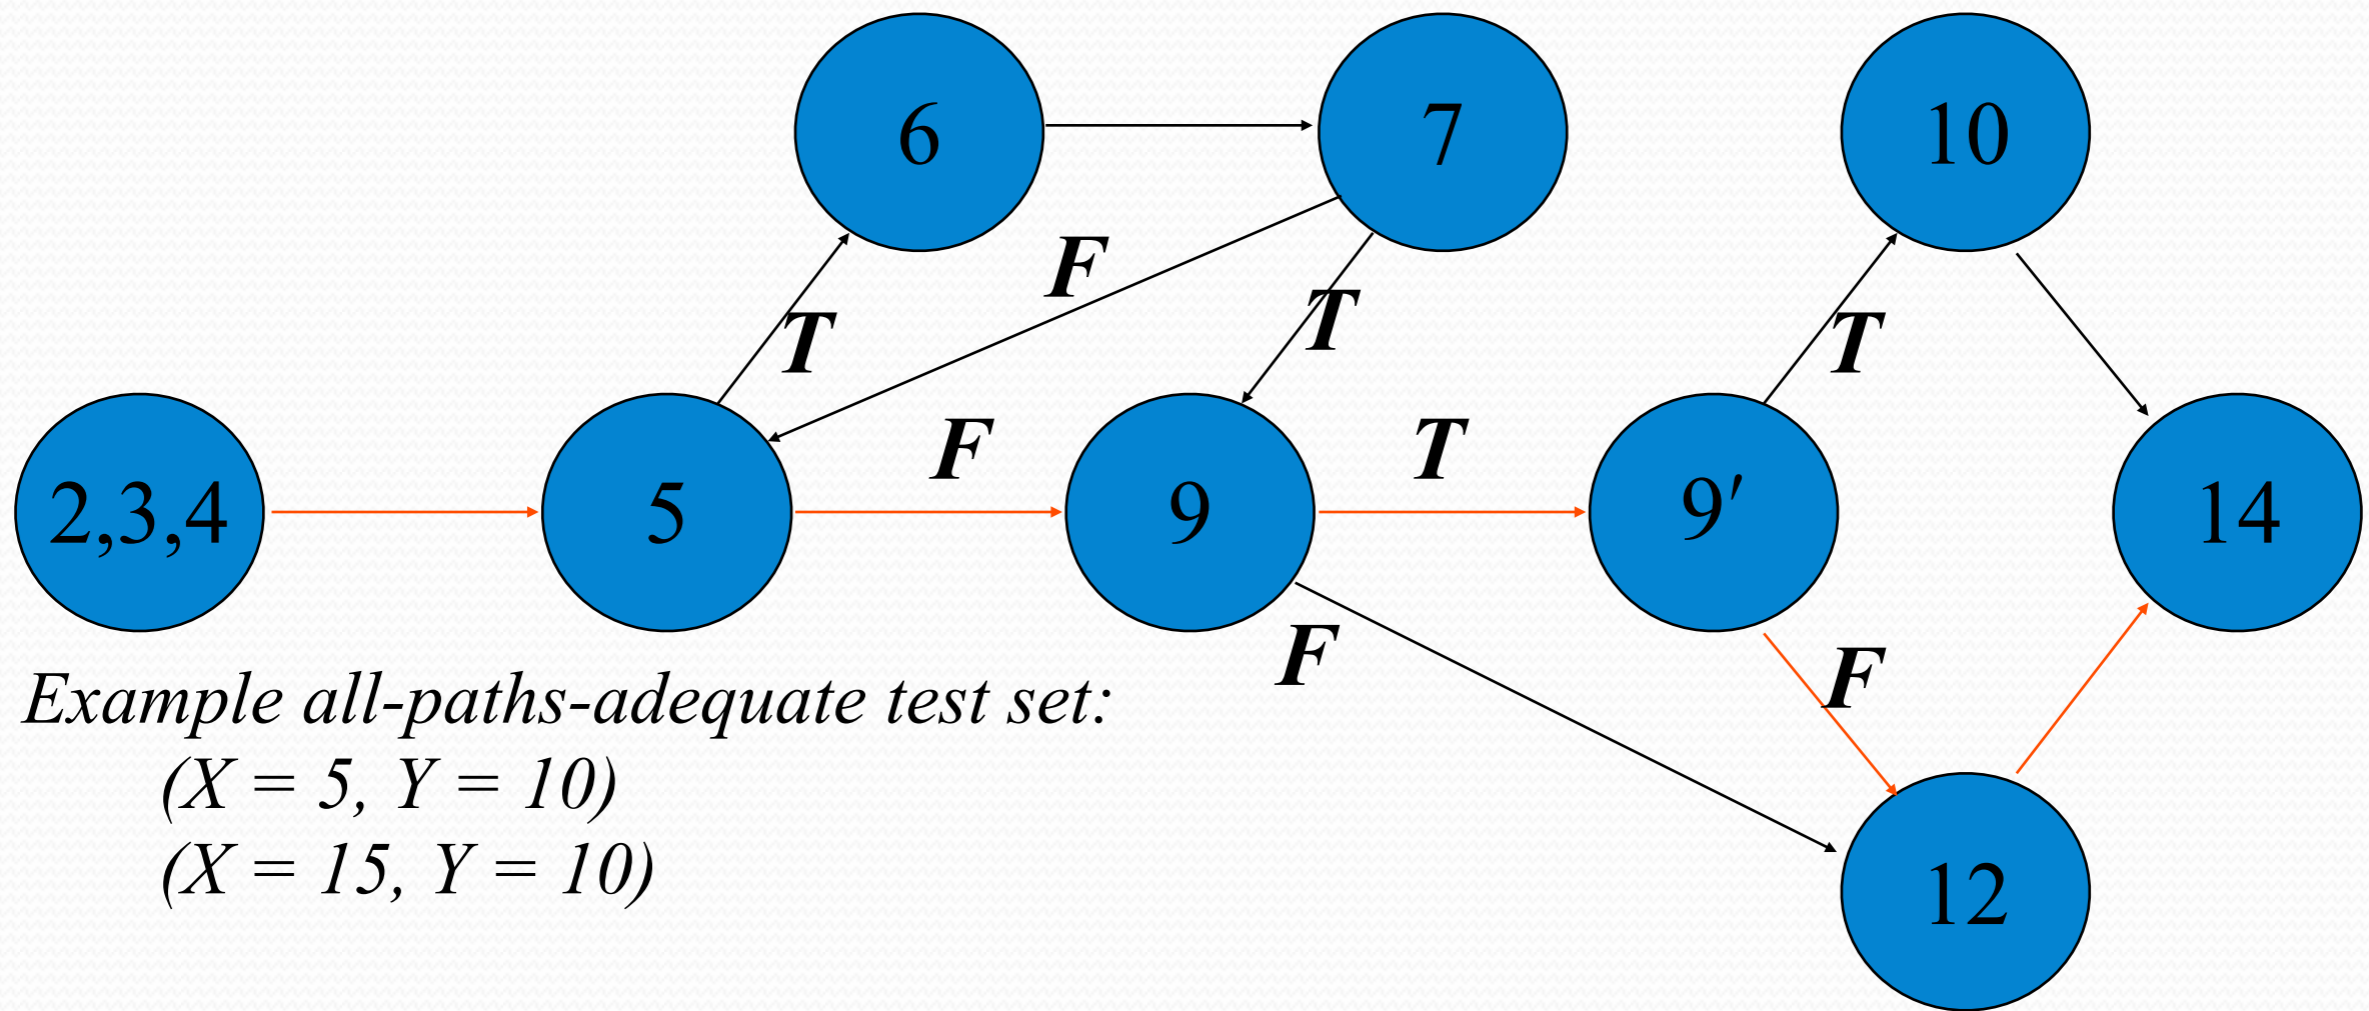 6
7
10
F
T
T
T
F
T
2,3,4
5
9
9′
14
F
F
Example all-paths-adequate test set:
(X = 5, Y = 10)
(X = 15, Y = 10)
12